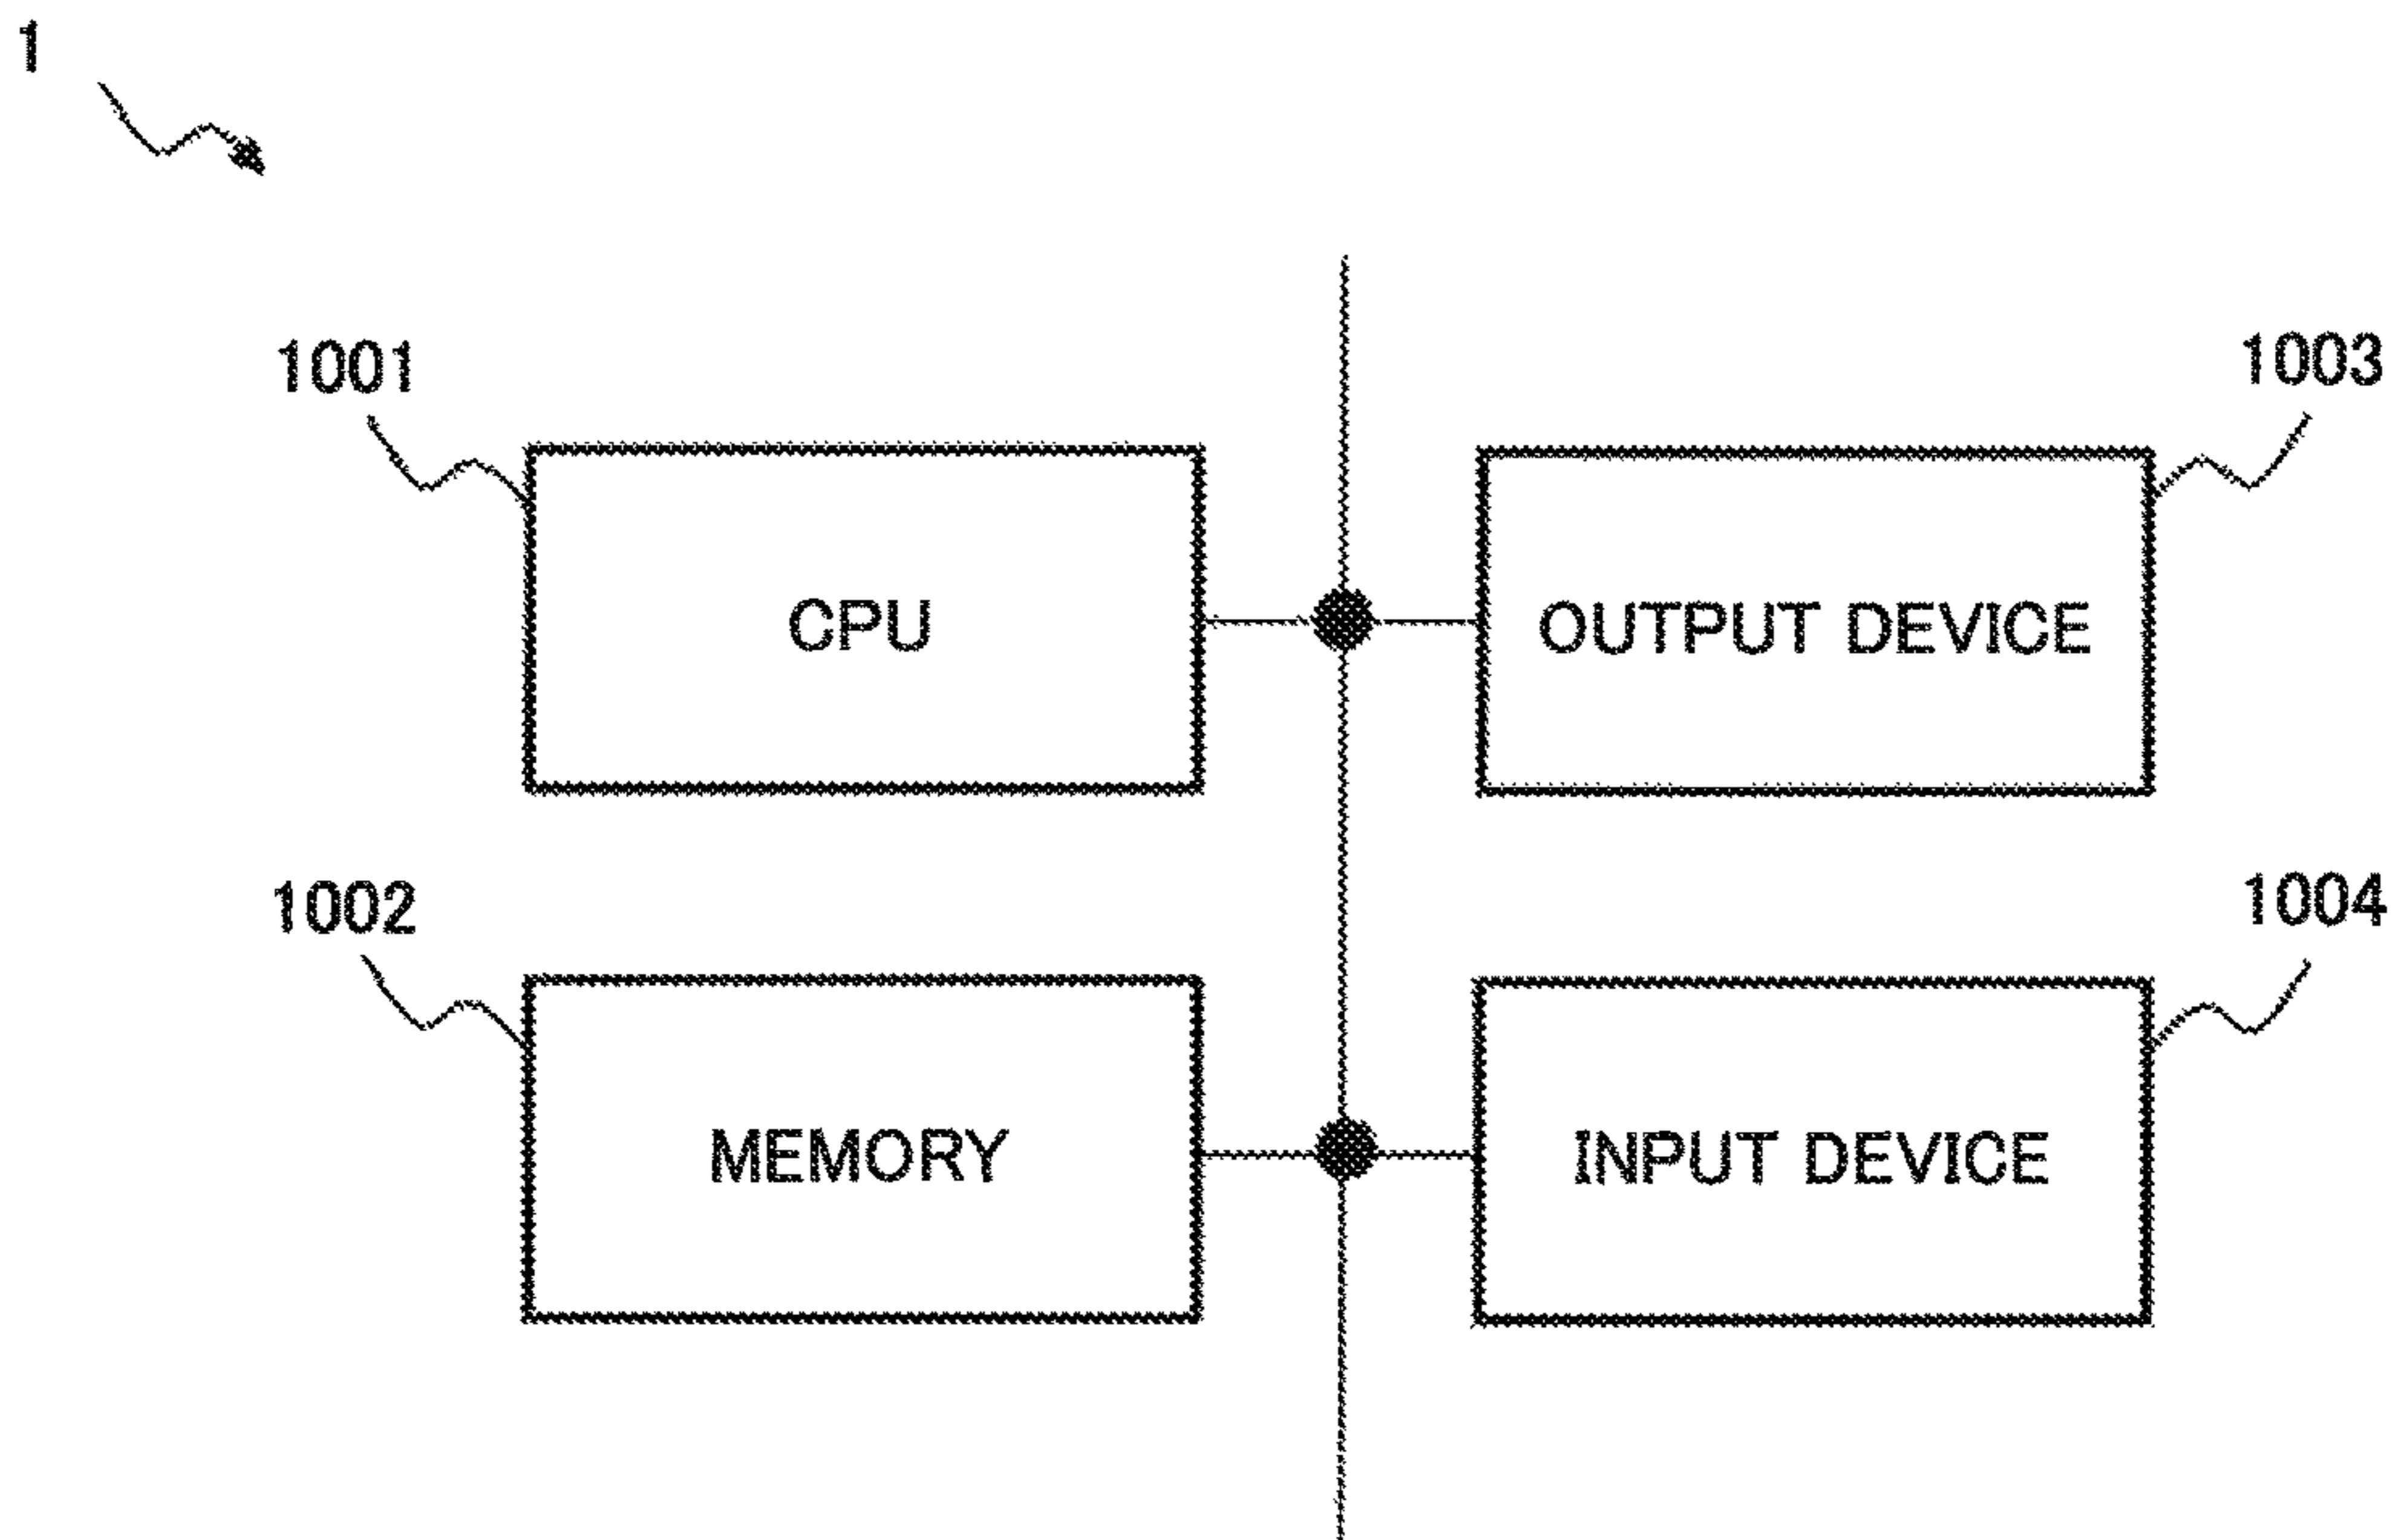 1
1001
1003
CPU
OUTPUT DEVICE
1002
1004
MEMORY
INPUT DEVICE